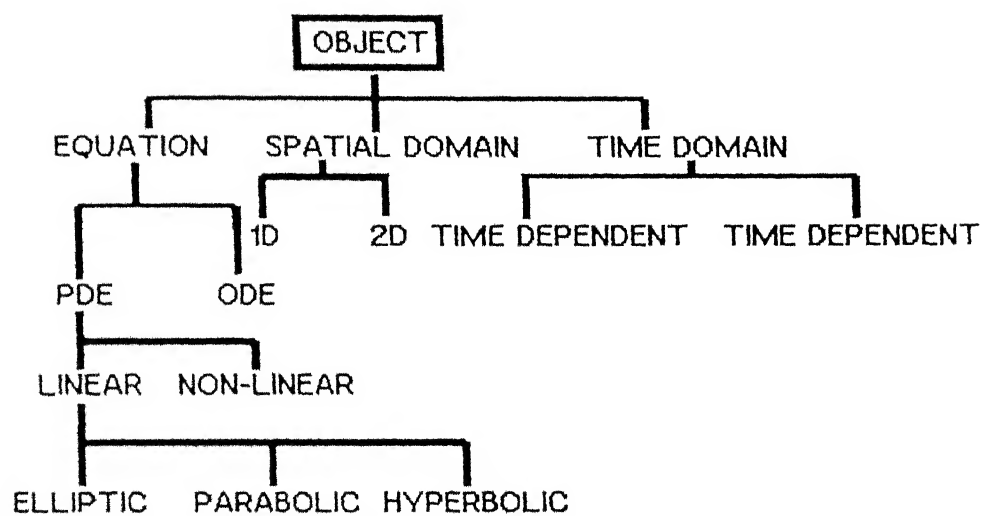 OBJECT
EQUATION SPATIAL DOMAIN TIME DOMAIN
1D 2D TIME DEPENDENT TIME DEPENDENT
PDE ODE
LINEAR NON-LINEAR
ELLIPTIC PARABOLIC HYPERBOLIC